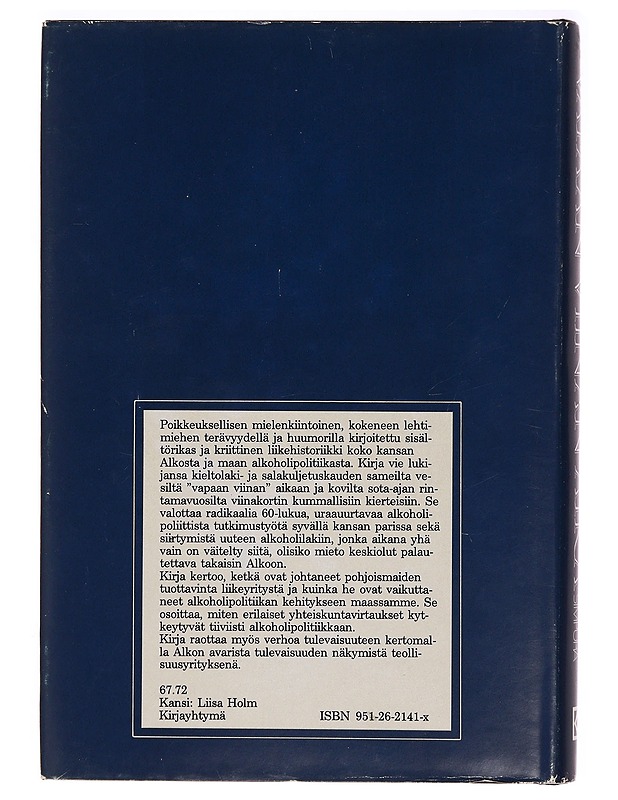 Poikkeuksellisen mielenkiintoinen, kokeneen lehti-
miehen terävyydellä ja huumorilla kirjoitettu sisäl-
törikas ja kriittinen liikehistoriikki koko kansan
Alkosta ja maan alkoholipolitiikasta. Kirja vie luki-
jansa kieltolaki- ja salakuljetuskauden sameilta ve-
siltä "vapaan viinan" aikaan ja kovilta sota-ajan rin-
tamavuosilta viinakortin kummallisiin kierteisiin. Se
valottaa radikaalia 60-lukua, uraauurtavaa alkoholi-
poliittista tutkimustyötä syvällä kansan parissa sekä
siirtymistä uuteen alkoholilakiin, jonka aikana yhä
vain on väitelty siitä, olisiko mieto keskiolut palau-
tettava takaisin Alkoon.
Kirja kertoo, ketkä ovat johtaneet pohjoismaiden
tuottavinta liikeyritystä ja kuinka he ovat vaikutta-
neet alkoholipolitiikan kehitykseen maassamme. Se
osoittaa, miten erilaiset yhteiskuntavirtaukset kyt-
keytyvät tiiviisti alkoholipolitiikkaan.
Kirja raottaa myös verhoa tulevaisuuteen kertomal-
la Alkon avarista tulevaisuuden näkymistä teolli-
suusyrityksenä.
67.72
Kansi: Liisa Holm
Kirjayhtymä ISBN 951-26-2141-x